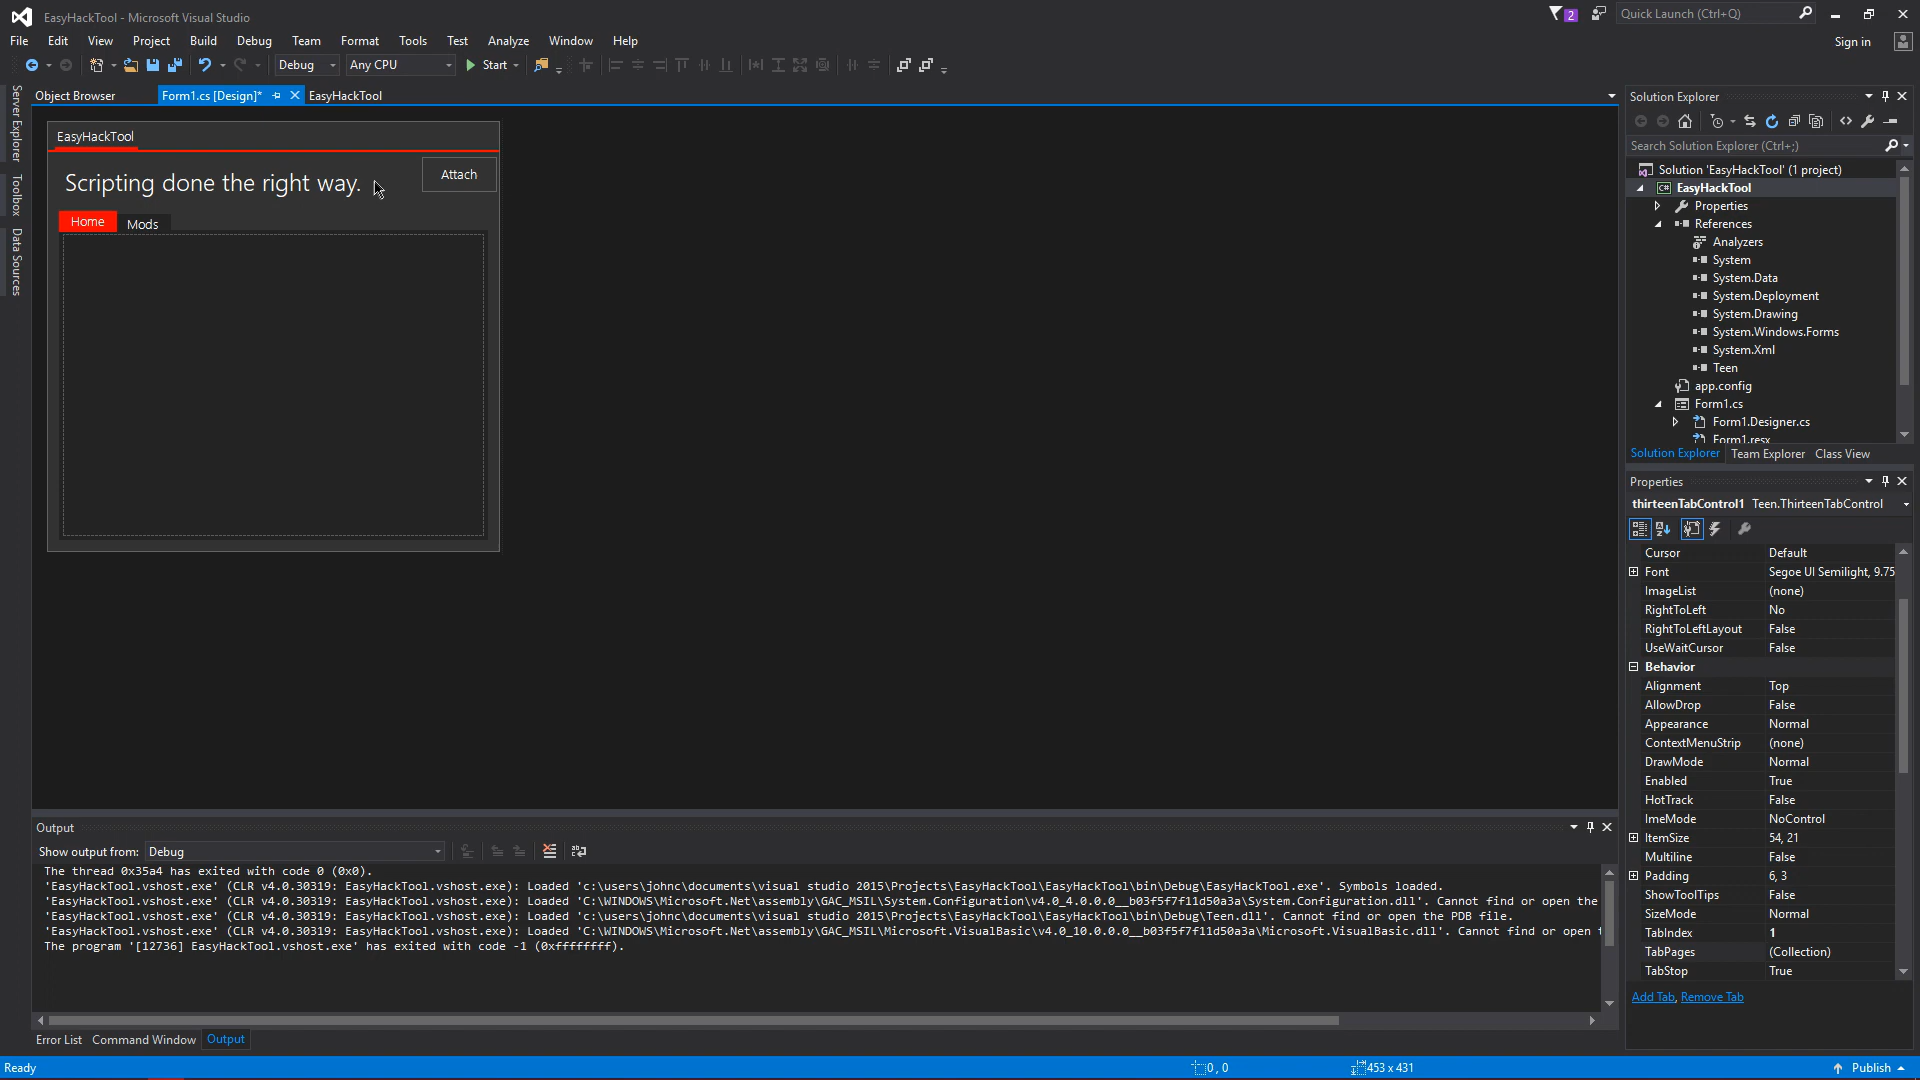 EasyHackTool - Microsoft Visual Studio
2
Quick Launch (Ctrl+Q)
File Edit View Project Build Debug Team Format Tools Test Analyze Window Help
Sign in
Debug Any CPU Start
Server Explorer
Toolbox
Data Sources
Object Browser Form1.cs [Design]* EasyHackTool
EasyHackTool
Scripting done the right way.
Attach
Home Mods
Solution Explorer
Search Solution Explorer (Ctrl+;)
Solution 'EasyHackTool' (1 project)
C# EasyHackTool
Properties
References
Analyzers
System
System.Data
System.Deployment
System.Drawing
System.Windows.Forms
System.Xml
Teen
app.config
Form1.cs
Form1.Designer.cs
Form1.resx
Solution Explorer Team Explorer Class View
Properties
thirteenTabControl1 Teen.ThirteenTabControl
Cursor Default
Font Segoe UI Semilight, 9.75
ImageList (none)
RightToLeft No
RightToLeftLayout False
UseWaitCursor False
Behavior
Alignment Top
AllowDrop False
Appearance Normal
ContextMenuStrip (none)
DrawMode Normal
Enabled True
HotTrack False
ImeMode NoControl
ItemSize 54, 21
Multiline False
Padding 6, 3
ShowToolTips False
SizeMode Normal
TabIndex 1
TabPages (Collection)
TabStop True
Add Tab, Remove Tab
Output
Show output from: Debug
The thread 0x35a4 has exited with code 0 (0x0).
'EasyHackTool.vshost.exe' (CLR v4.0.30319: EasyHackTool.vshost.exe): Loaded 'c:\users\johnc\documents\visual studio 2015\Projects\EasyHackTool\EasyHackTool\bin\Debug\EasyHackTool.exe'. Symbols loaded.
'EasyHackTool.vshost.exe' (CLR v4.0.30319: EasyHackTool.vshost.exe): Loaded 'C:\WINDOWS\Microsoft.Net\assembly\GAC_MSIL\System.Configuration\v4.0_4.0.0.0__b03f5f7f11d50a3a\System.Configuration.dll'. Cannot find or open the
'EasyHackTool.vshost.exe' (CLR v4.0.30319: EasyHackTool.vshost.exe): Loaded 'c:\users\johnc\documents\visual studio 2015\Projects\EasyHackTool\EasyHackTool\bin\Debug\Teen.dll'. Cannot find or open the PDB file.
'EasyHackTool.vshost.exe' (CLR v4.0.30319: EasyHackTool.vshost.exe): Loaded 'C:\WINDOWS\Microsoft.Net\assembly\GAC_MSIL\Microsoft.VisualBasic\v4.0_10.0.0.0__b03f5f7f11d50a3a\Microsoft.VisualBasic.dll'. Cannot find or open
The program '[12736] EasyHackTool.vshost.exe' has exited with code -1 (0xffffffff).
Error List Command Window Output
Ready
0 , 0
453 x 431
Publish